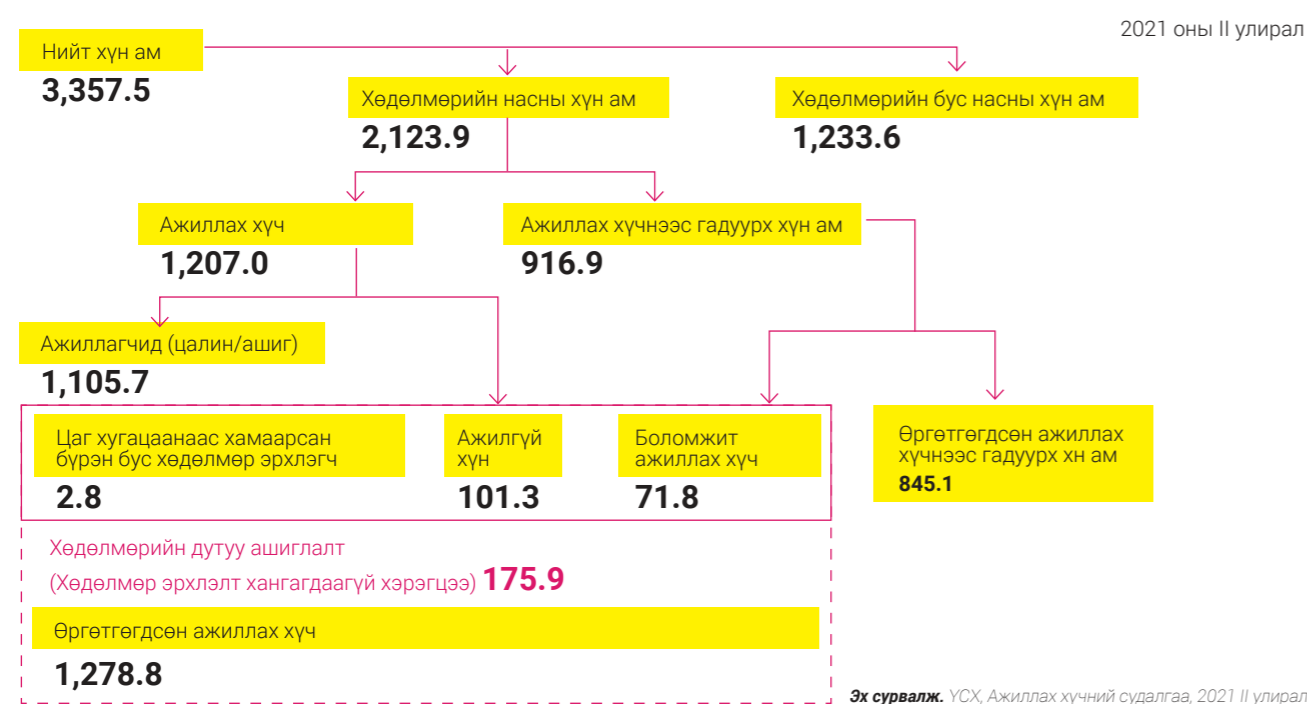 2021 оны II улирал
Нийт хүн ам
3,357.5
Хөдөлмөрийн насны хүн ам
2,123.9
Хөдөлмөрийн бус насны хүн ам
1,233.6
Ажиллах хүч
1,207.0
Ажиллах хүчнээс гадуурх хүн ам
916.9
Ажиллагчид (цалин/ашиг)
1,105.7
Цаг хугацаанаас хамаарсан
бүрэн бус хөдөлмөр эрхлэгч
2.8
Ажилгүй
хүн
101.3
Боломжит
ажиллах хүч
71.8
Өргөтгөгдсөн ажиллах
хүчнээс гадуурх хн ам
845.1
Хөдөлмөрийн дутуу ашиглалт
(Хөдөлмөр эрхлэлт хангагдаагүй хэрэгцээ) 175.9
Өргөтгөгдсөн ажиллах хүч
1,278.8
Эх сурвалж. ҮСХ, Ажиллах хүчний судалгаа, 2021 II улирал